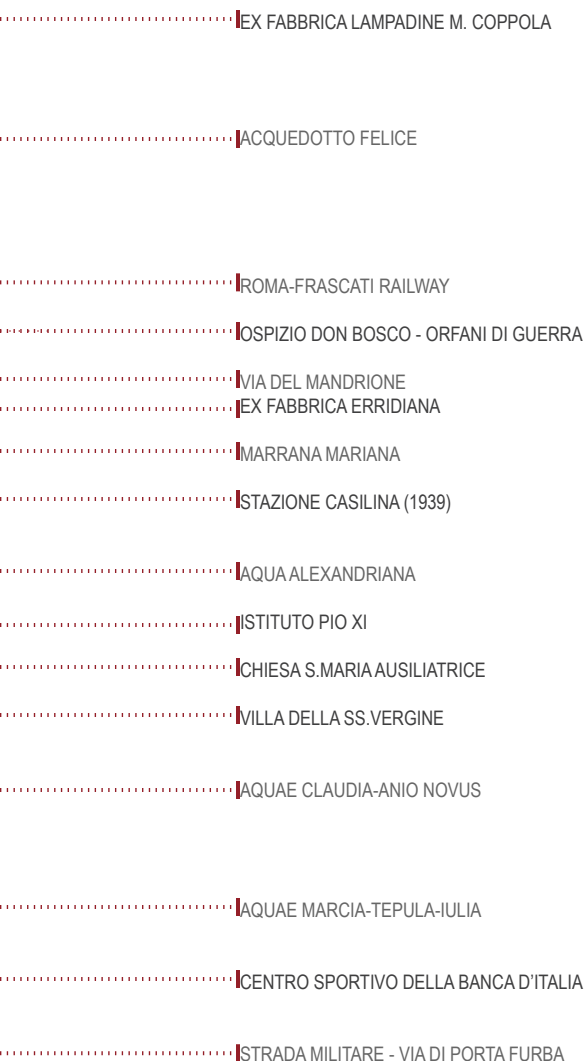 EX FABBRICA LAMPADINE M. COPPOLA
ACQUEDOTTO FELICE
ROMA-FRASCATI RAILWAY
OSPIZIO DON BOSCO - ORFANI DI GUERRA
VIA DEL MANDRIONE
EX FABBRICA ERRIDIANA
MARRANA MARIANA
STAZIONE CASILINA (1939)
AQUA ALEXANDRIANA
ISTITUTO PIO XI
CHIESA S.MARIA AUSILIATRICE
VILLA DELLA SS.VERGINE
AQUAE CLAUDIA-ANIO NOVUS
AQUAE MARCIA-TEPULA-IULIA
CENTRO SPORTIVO DELLA BANCA D'ITALIA
STRADA MILITARE - VIA DI PORTA FURBA